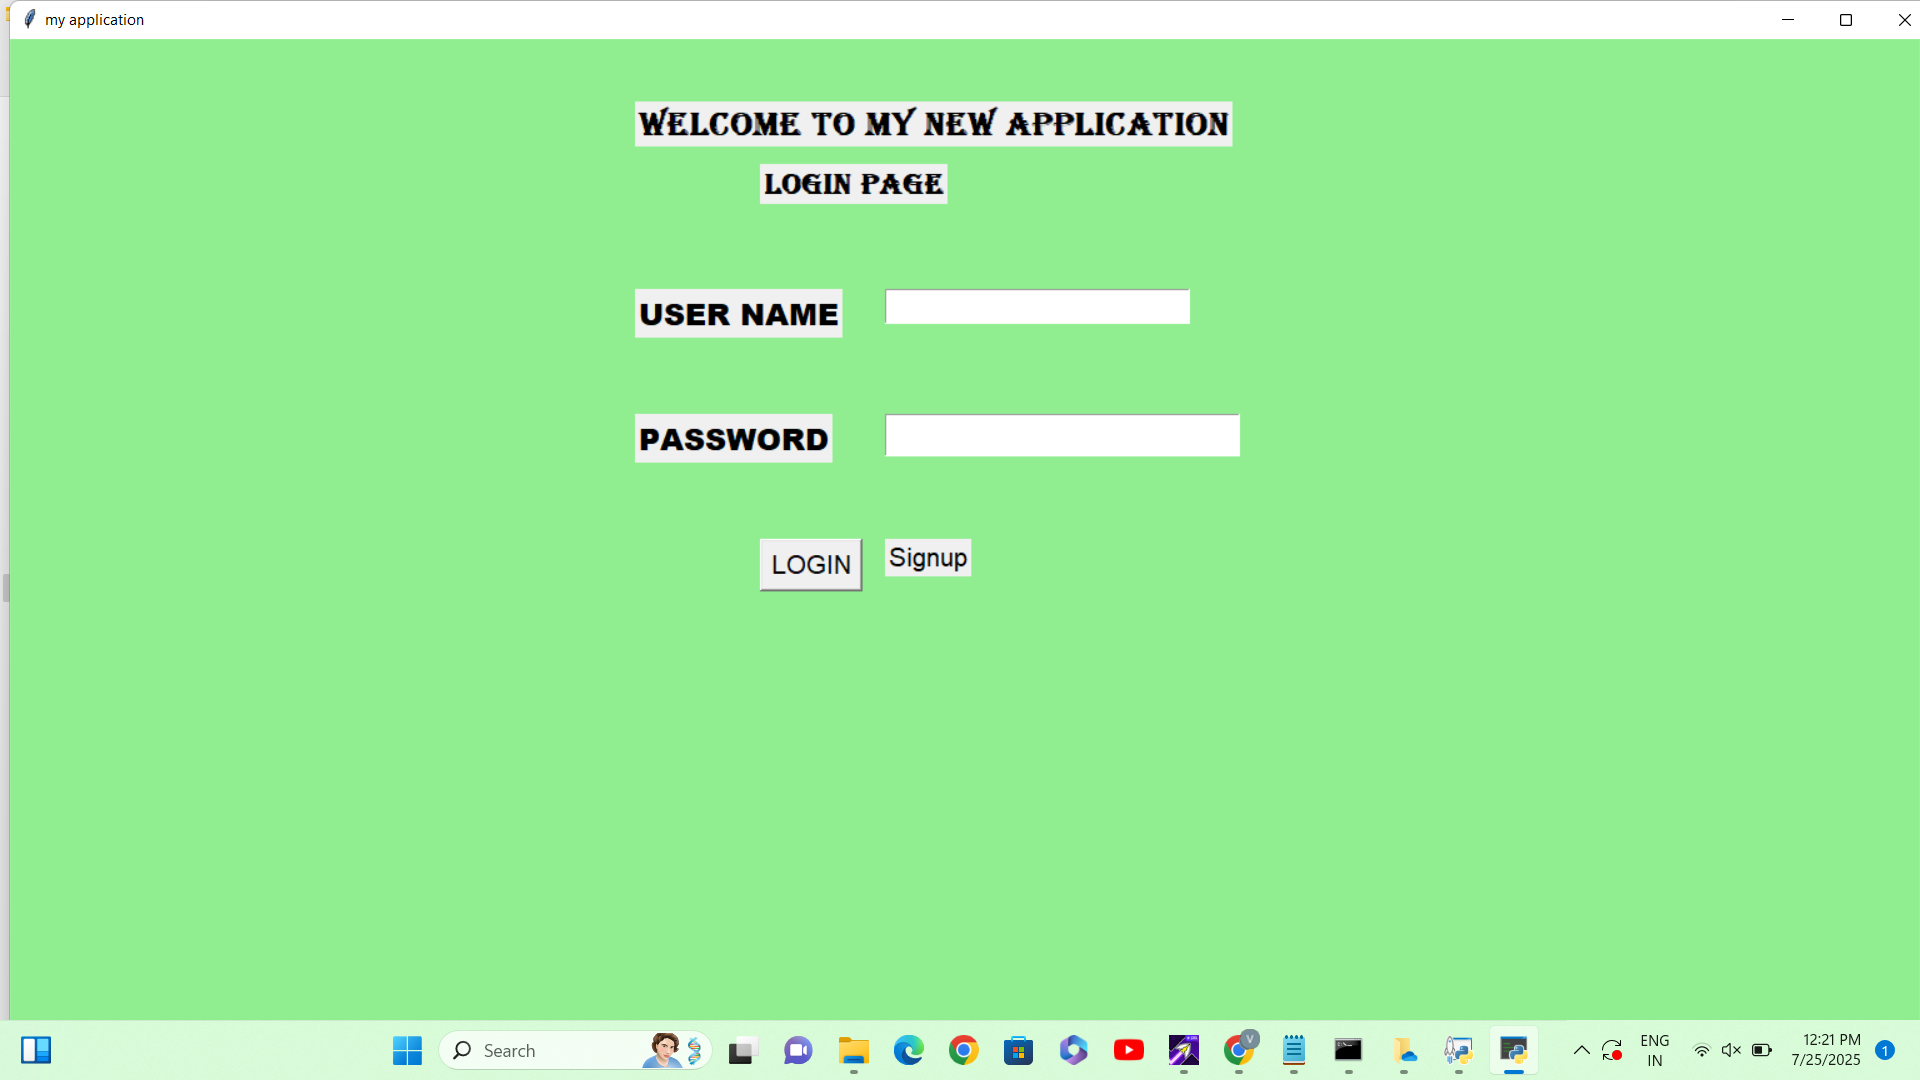 my application
WELCOME TO MY NEW APPLICATION
LOGIN PAGE
USER NAME
PASSWORD
LOGIN Signup
Search
V
ENG
IN
12:21 PM
7/25/2025
1